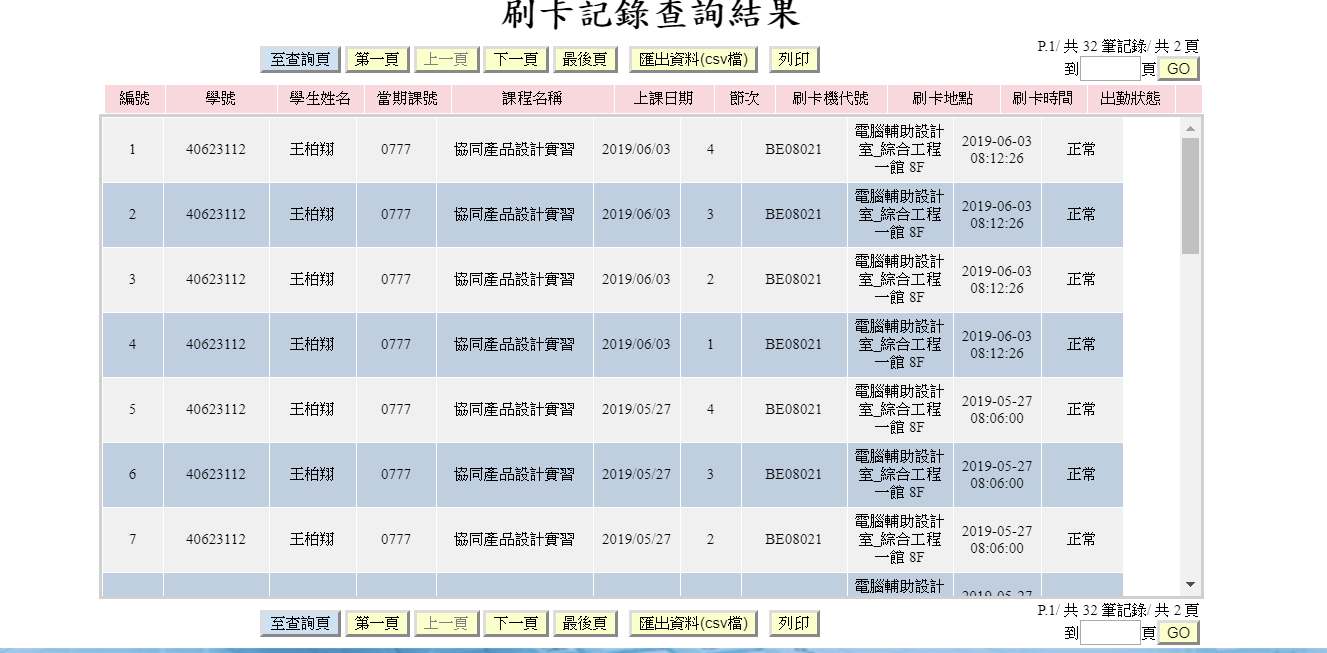 刷卡記錄查詢結果
至查詢頁 第一頁 上一頁 下一頁 最後頁 匯出資料(csv檔) 列印
P.1/ 共 32 筆記錄/ 共 2 頁
到 頁 GO
編號 學號 學生姓名 當期課號 課程名稱 上課日期 節次 刷卡機代號 刷卡地點 刷卡時間 出勤狀態
1 40623112 王柏翔 0777 協同產品設計實習 2019/06/03 4 BE08021 電腦輔助設計室_綜合工程一館 8F 2019-06-03 08:12:26 正常
2 40623112 王柏翔 0777 協同產品設計實習 2019/06/03 3 BE08021 電腦輔助設計室_綜合工程一館 8F 2019-06-03 08:12:26 正常
3 40623112 王柏翔 0777 協同產品設計實習 2019/06/03 2 BE08021 電腦輔助設計室_綜合工程一館 8F 2019-06-03 08:12:26 正常
4 40623112 王柏翔 0777 協同產品設計實習 2019/06/03 1 BE08021 電腦輔助設計室_綜合工程一館 8F 2019-06-03 08:12:26 正常
5 40623112 王柏翔 0777 協同產品設計實習 2019/05/27 4 BE08021 電腦輔助設計室_綜合工程一館 8F 2019-05-27 08:06:00 正常
6 40623112 王柏翔 0777 協同產品設計實習 2019/05/27 3 BE08021 電腦輔助設計室_綜合工程一館 8F 2019-05-27 08:06:00 正常
7 40623112 王柏翔 0777 協同產品設計實習 2019/05/27 2 BE08021 電腦輔助設計室_綜合工程一館 8F 2019-05-27 08:06:00 正常
電腦輔助設計 2019-05-27
至查詢頁 第一頁 上一頁 下一頁 最後頁 匯出資料(csv檔) 列印
P.1/ 共 32 筆記錄/ 共 2 頁
到 頁 GO